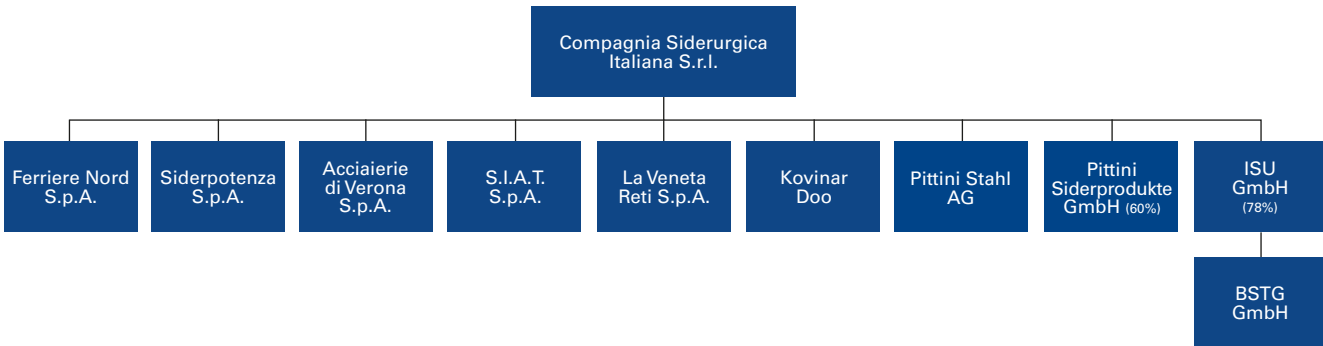 Compagnia Siderurgica
Italiana S.r.l.
Ferriere Nord
S.p.A.
Siderpotenza
S.p.A.
Acciaierie
di Verona
S.p.A.
S.I.A.T.
S.p.A.
La Veneta
Reti S.p.A.
Kovinar
Doo
Pittini Stahl
AG
Pittini
Siderprodukte
GmbH (60%)
ISU
GmbH
(78%)
BSTG
GmbH